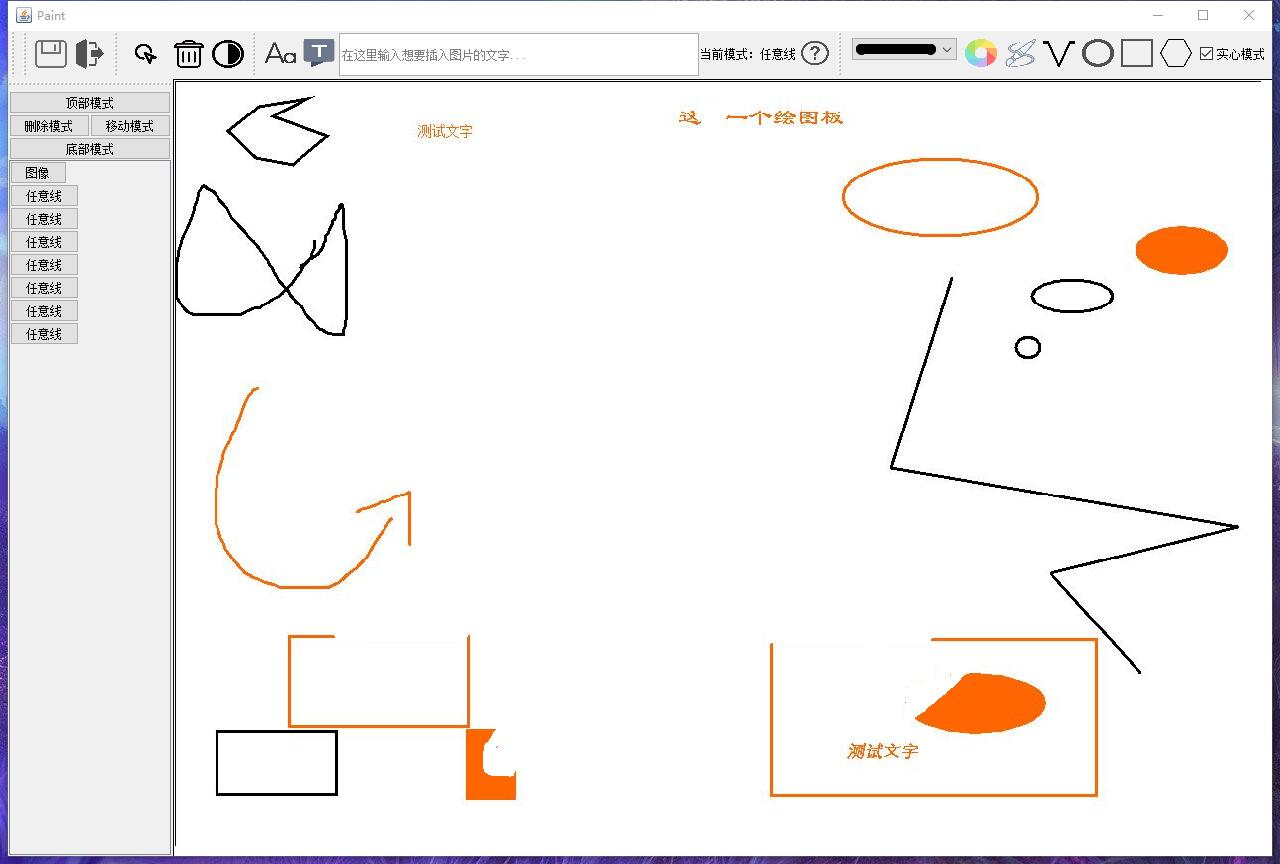 Paint
Aa
T
在这里输入想要插入图片的文字...
当前模式：任意线
?
实心模式
顶部模式
删除模式 移动模式
底部模式
图像
任意线
任意线
任意线
任意线
任意线
任意线
任意线
测试文字
这 一个绘图板
测试文字